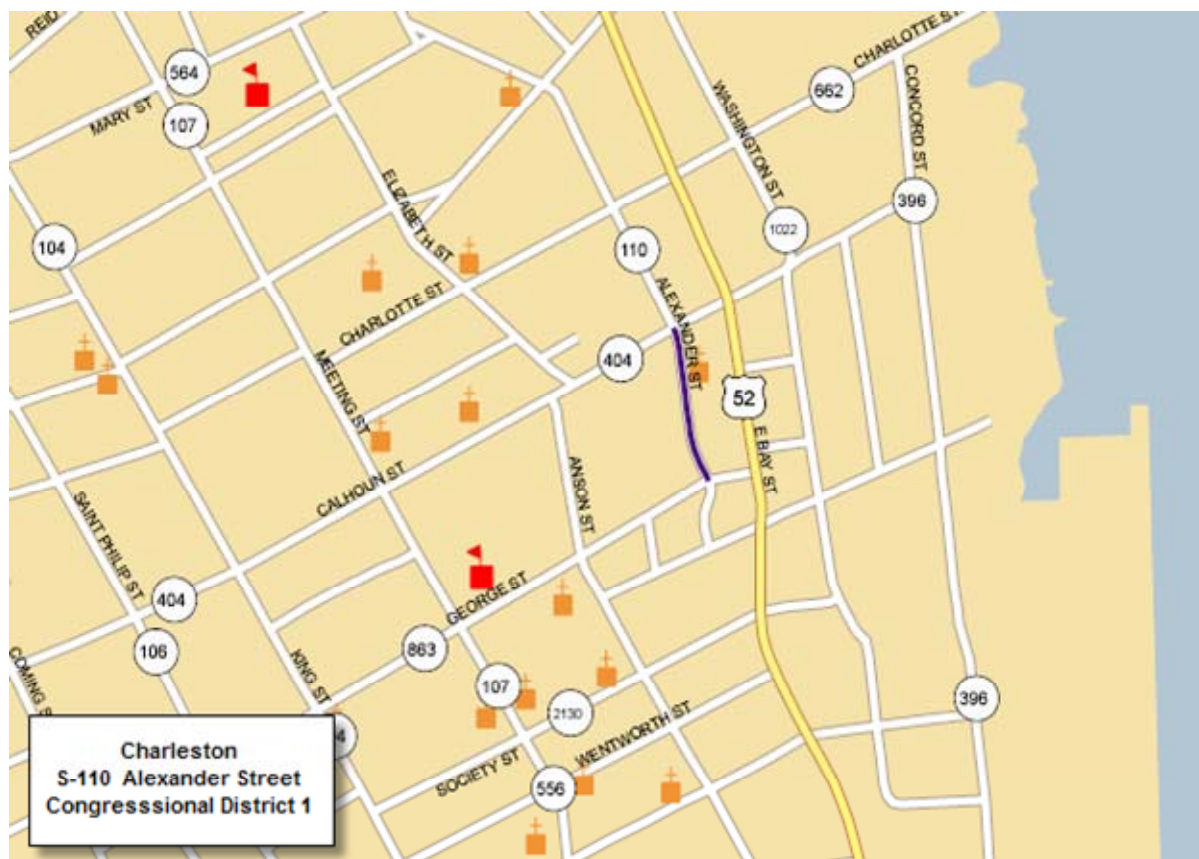 REID
564
MARY ST
107
CHARLOTTE ST
662
WASHINGTON ST
CONCORD ST
ELIZABETH ST
396
104
110
1022
ALEXANDER ST
CHARLOTTE ST
MEETING ST
404
52
E BAY ST
CALHOUN ST
ANSON ST
SAINT PHILIP ST
404
GEORGE ST
106
863
COMING S
KING ST
107
396
2130
4
WENTWORTH ST
SOCIETY ST
556
Charleston
S-110 Alexander Street
Congresssional District 1